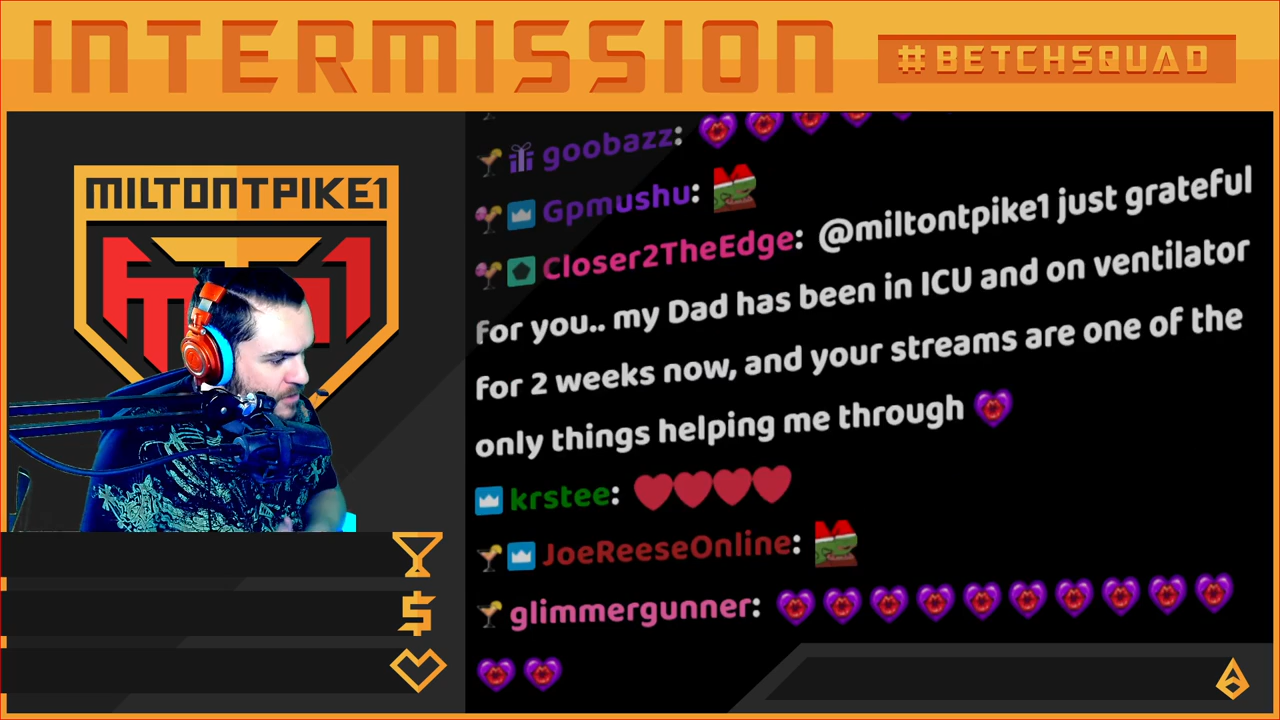 INTERMISSION
#BETCHSQUAD
MILTONTPIKE1
goobazz:
Gpmushu:
Closer2TheEdge: @miltontpike1 just grateful
for you.. my Dad has been in ICU and on ventilator
for 2 weeks now, and your streams are one of the
only things helping me through
krstee:
JoeReeseOnline:
glimmergunner: